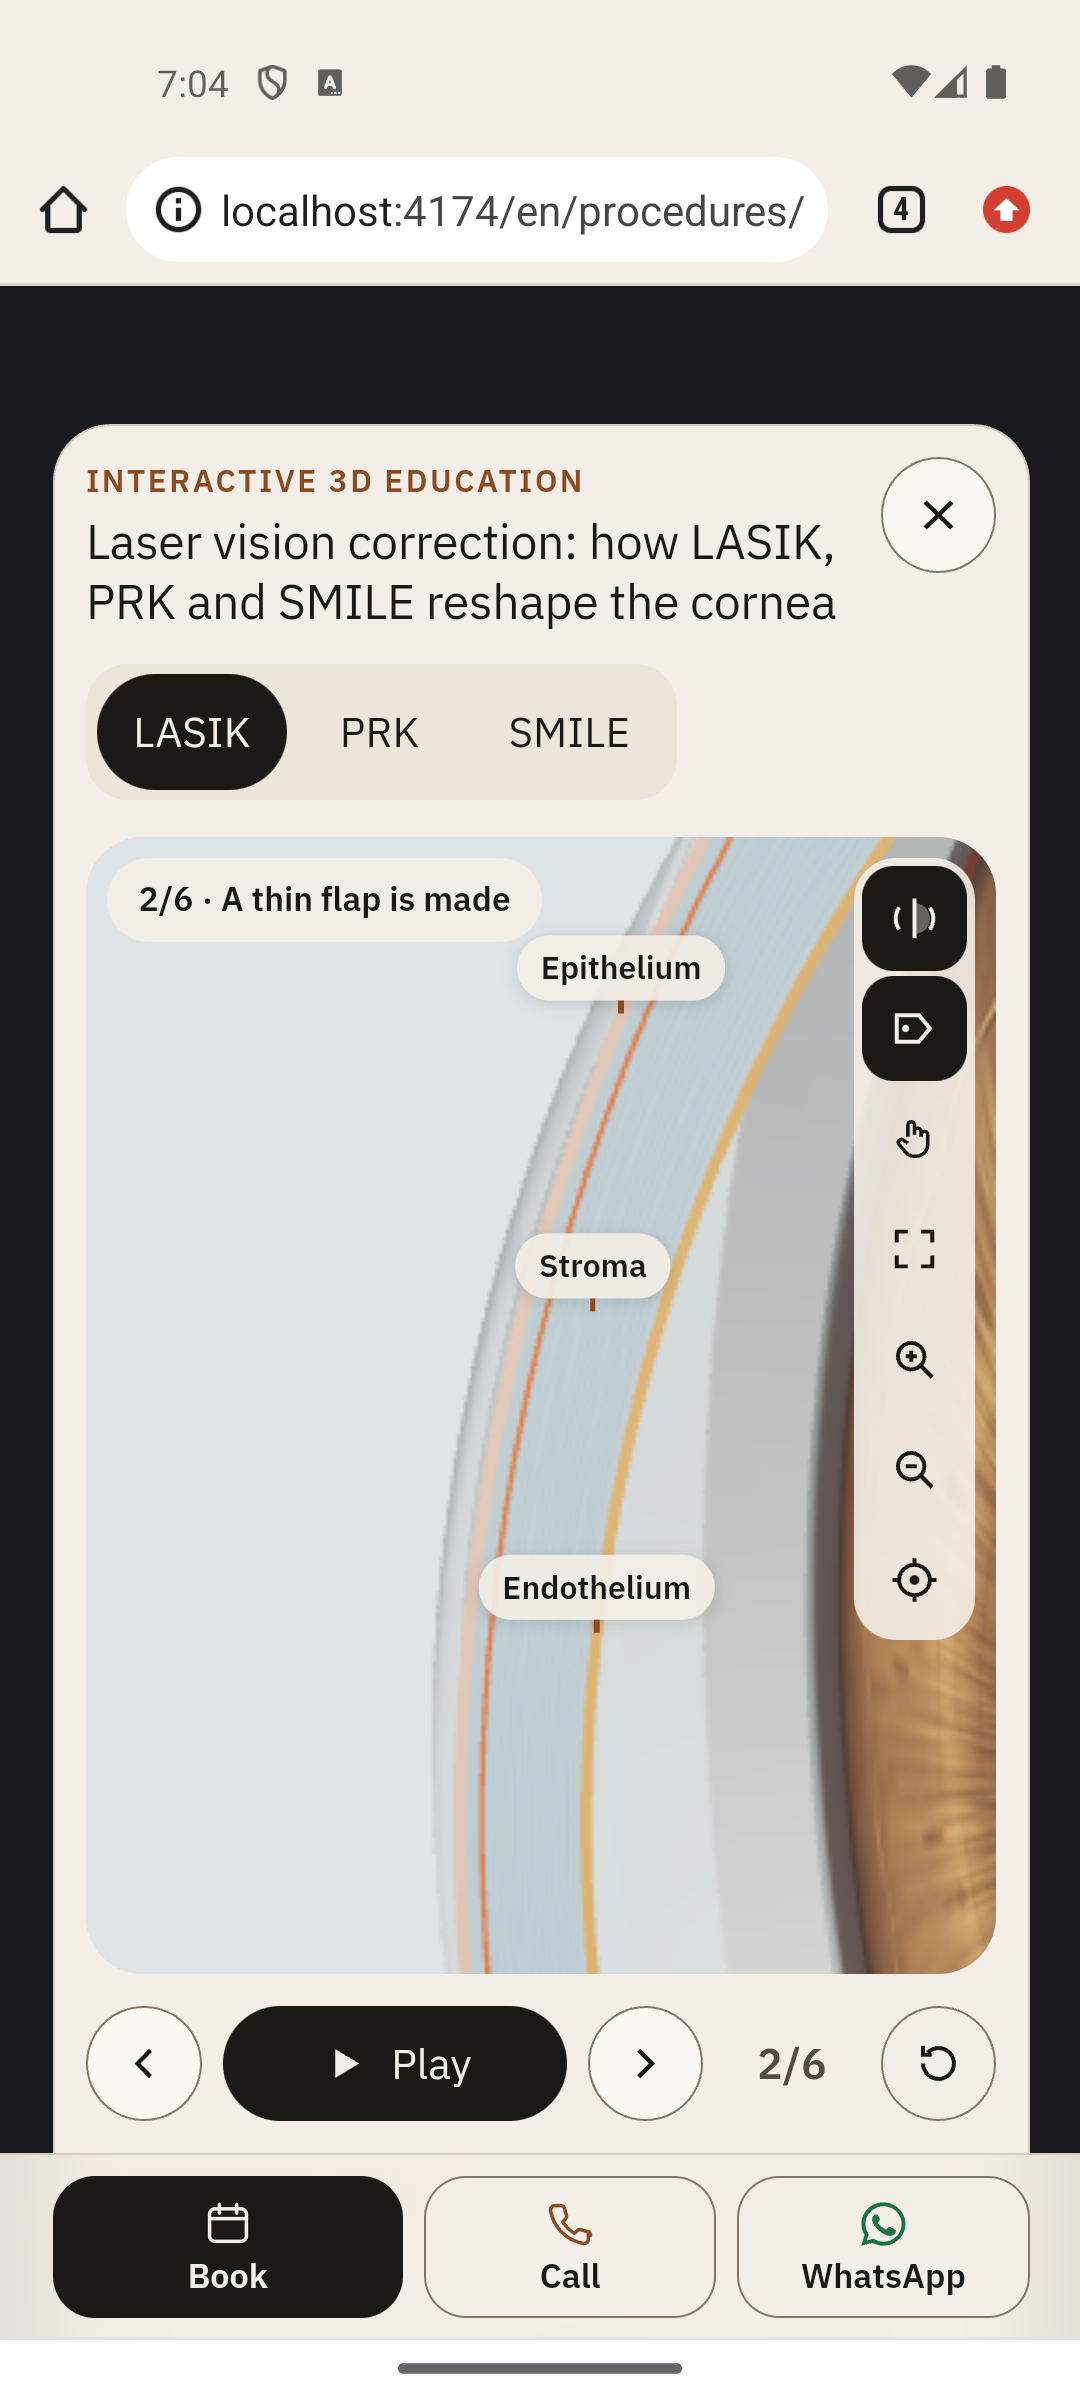 7:04
localhost:4174/en/procedures/
4
INTERACTIVE 3D EDUCATION
Laser vision correction: how LASIK,
PRK and SMILE reshape the cornea
LASIK PRK SMILE
2/6 · A thin flap is made
Epithelium
Stroma
Endothelium
Play 2/6
Book Call WhatsApp